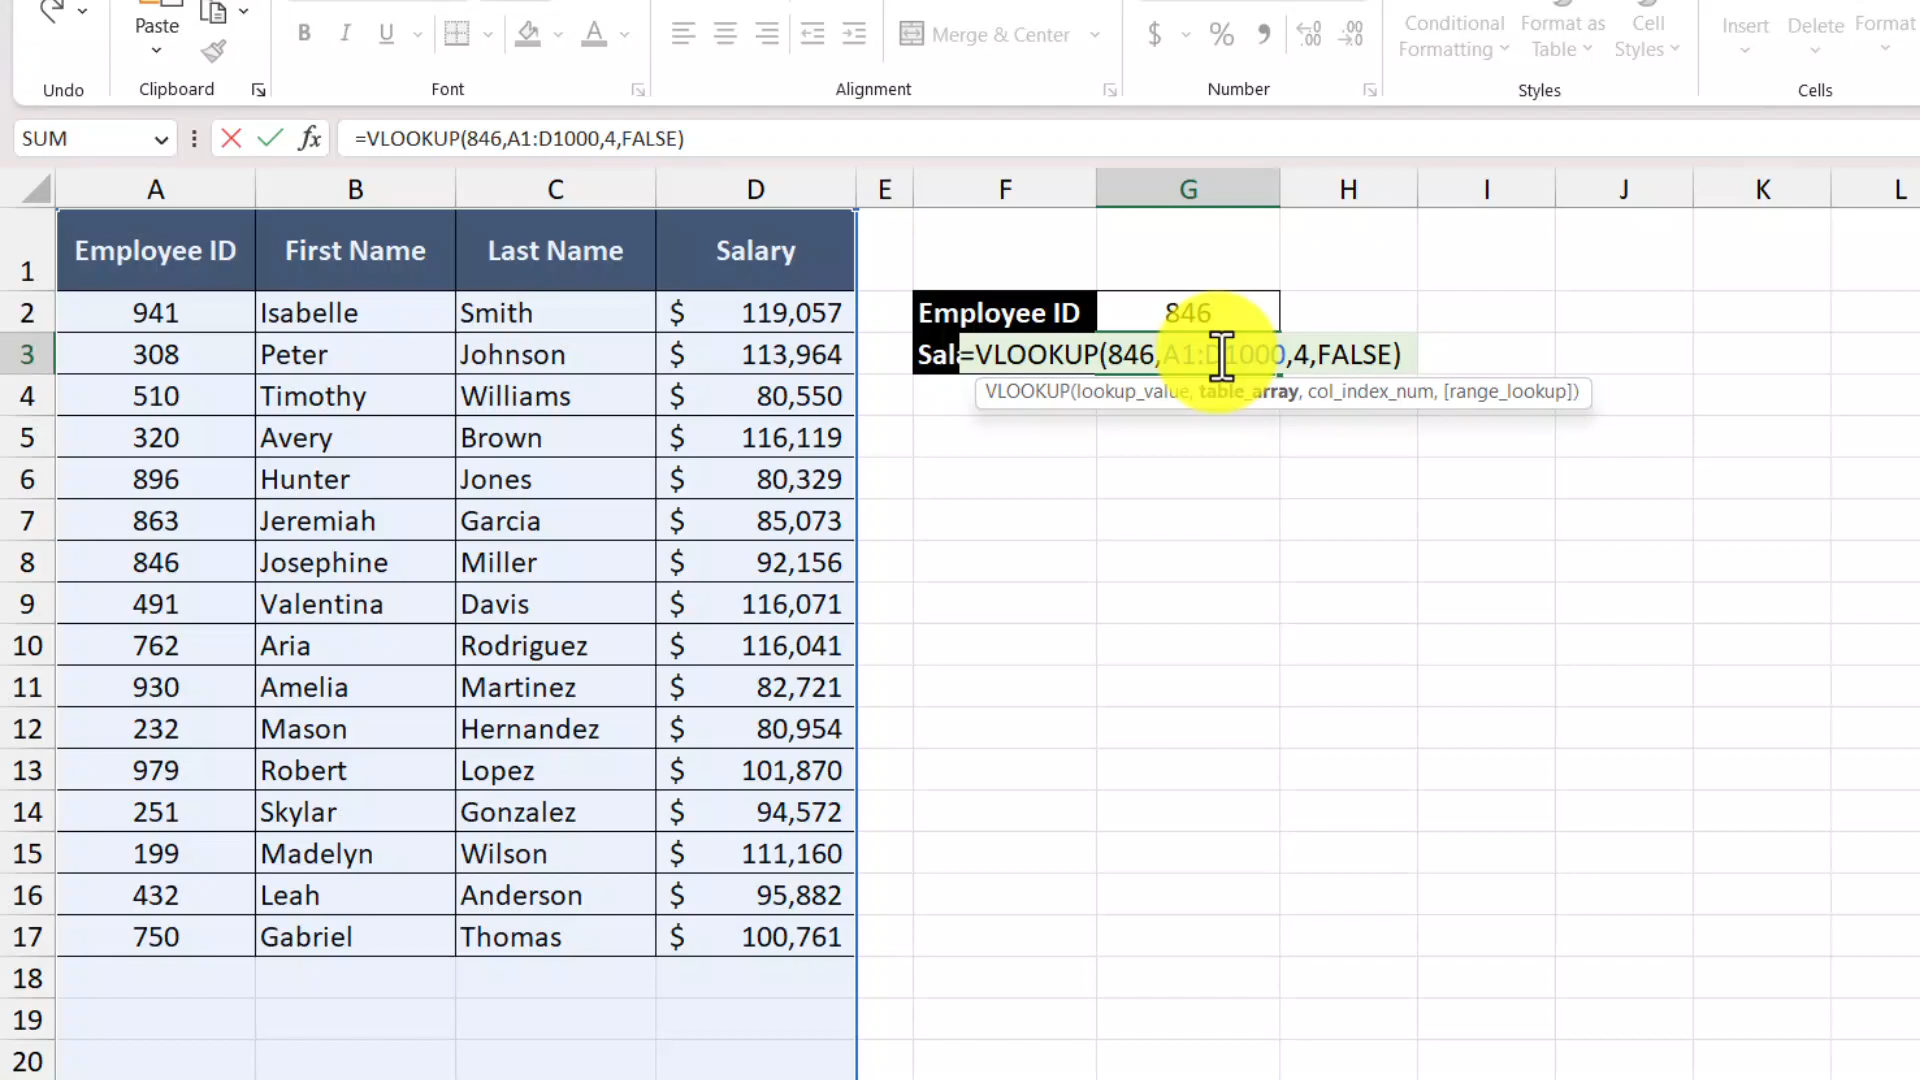 Paste
B I U
Merge & Center
$ % 9
←0 .00
.00 →0
Conditional Formatting
Format as Table
Cell Styles
Insert Delete Format
Undo Clipboard Font Alignment Number Styles Cells
SUM fx =VLOOKUP(846,A1:D1000,4,FALSE)
A B C D E F G H I J K L
1 Employee ID First Name Last Name Salary
2 941 Isabelle Smith $ 119,057 Employee ID 846
3 308 Peter Johnson $ 113,964 Sal =VLOOKUP(846,A1:D1000,4,FALSE)
VLOOKUP(lookup_value, table_array, col_index_num, [range_lookup])
4 510 Timothy Williams $ 80,550
5 320 Avery Brown $ 116,119
6 896 Hunter Jones $ 80,329
7 863 Jeremiah Garcia $ 85,073
8 846 Josephine Miller $ 92,156
9 491 Valentina Davis $ 116,071
10 762 Aria Rodriguez $ 116,041
11 930 Amelia Martinez $ 82,721
12 232 Mason Hernandez $ 80,954
13 979 Robert Lopez $ 101,870
14 251 Skylar Gonzalez $ 94,572
15 199 Madelyn Wilson $ 111,160
16 432 Leah Anderson $ 95,882
17 750 Gabriel Thomas $ 100,761
18
19
20